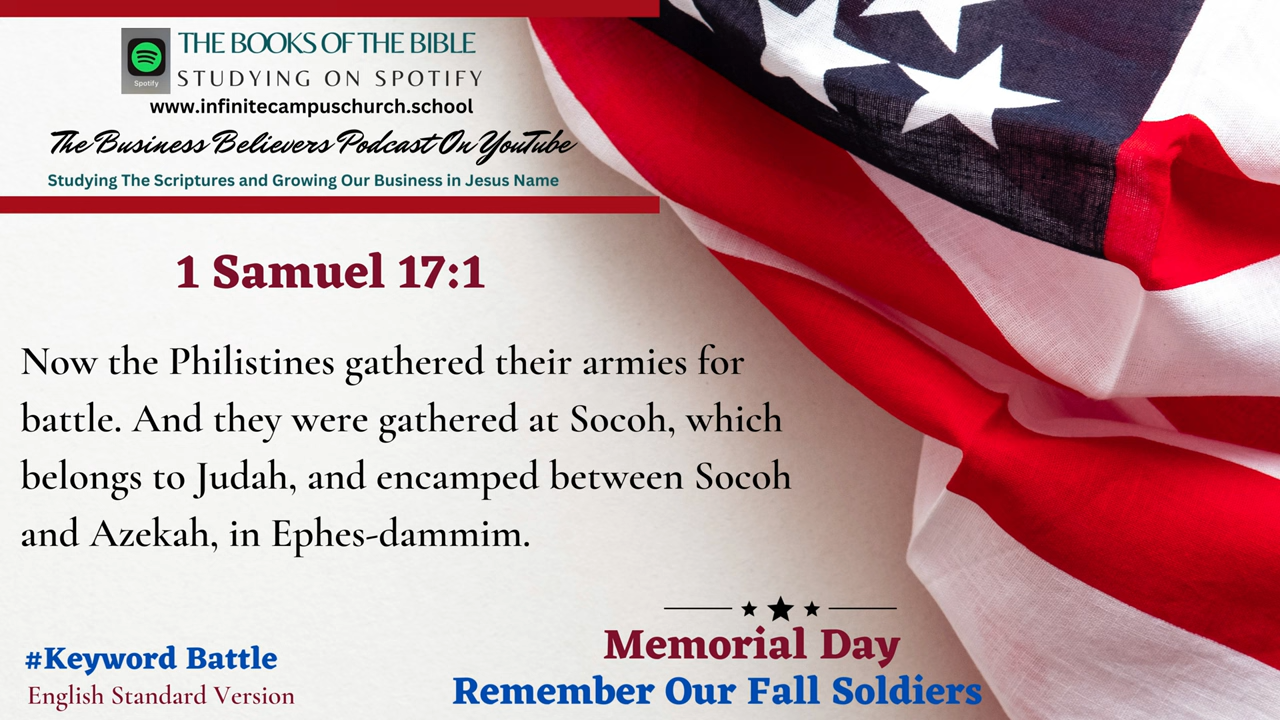 THE BOOKS OF THE BIBLE
Spotify
STUDYING ON SPOTIFY
www.infinitecampuschurch.school
The Business Believers Podcast On YouTube
Studying The Scriptures and Growing Our Business in Jesus Name
1 Samuel 17:1
Now the Philistines gathered their armies for
battle. And they were gathered at Socoh, which
belongs to Judah, and encamped between Socoh
and Azekah, in Ephes-dammim.
#Keyword Battle
English Standard Version
Memorial Day
Remember Our Fall Soldiers